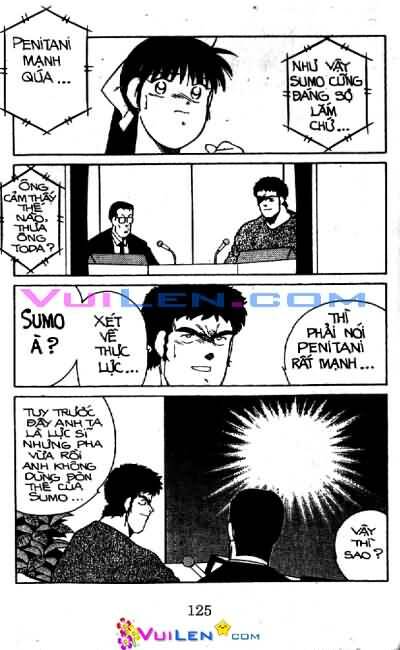 PENITANI
MẠNH
QÚA ...
NHƯ VẬY
SUMO CŨNG
ĐÁNG SỢ
LẮM
CHỨ ...
ÔNG
CẢM THẤY
THẾ
NÀO,
THƯA
ÔNG
TODA ?
SUMO
À ?
XÉT
VỀ
THỰC
LỰC ...
THÌ
PHẢI NÓI
PENITANI
RẤT MẠNH ...
VUILEN.COM
TUY TRƯỚC
ĐÂY ANH TA
LÀ LỰC SĨ
NHƯNG PHA
VỪA RỒI
ANH KHÔNG
DÙNG ĐÒN
THẾ CỦA
SUMO ...
VẬY
THÌ
SAO ?
125
VUILEN.COM